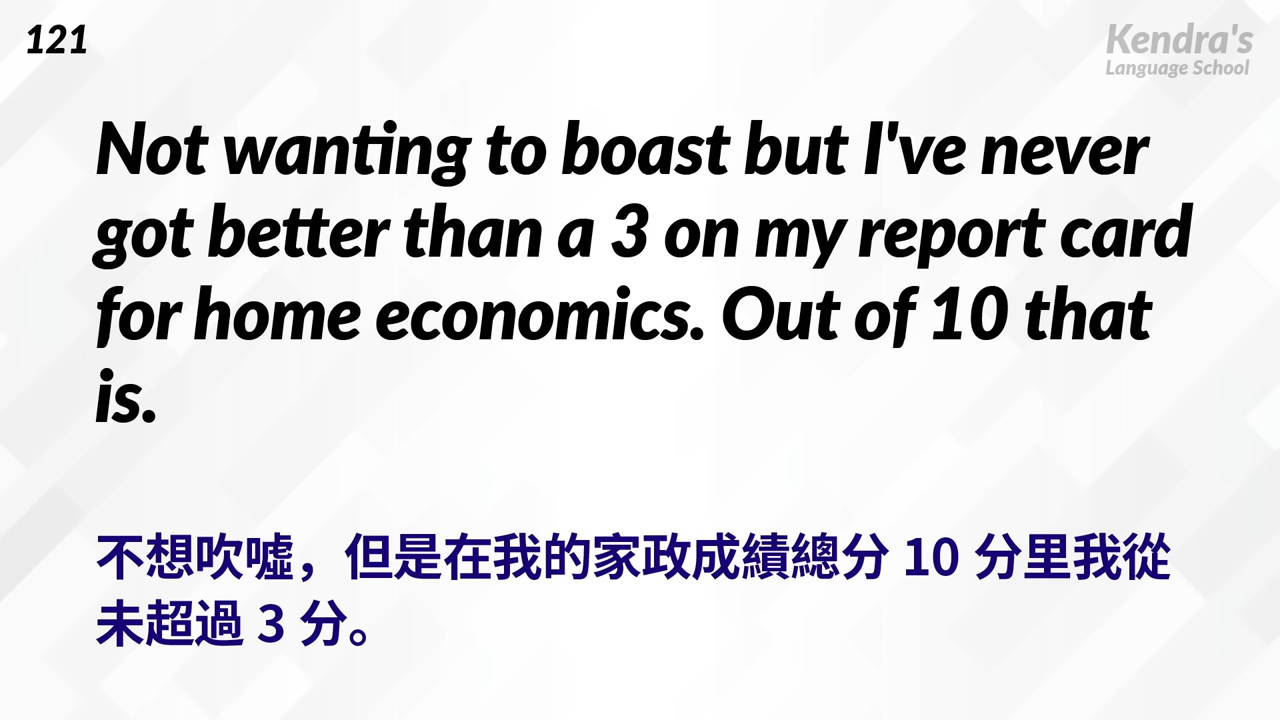 121
Kendra's
Language School
Not wanting to boast but I've never
got better than a 3 on my report card
for home economics. Out of 10 that
is.
不想吹噓，但是在我的家政成績總分 10 分里我從
未超過 3 分。